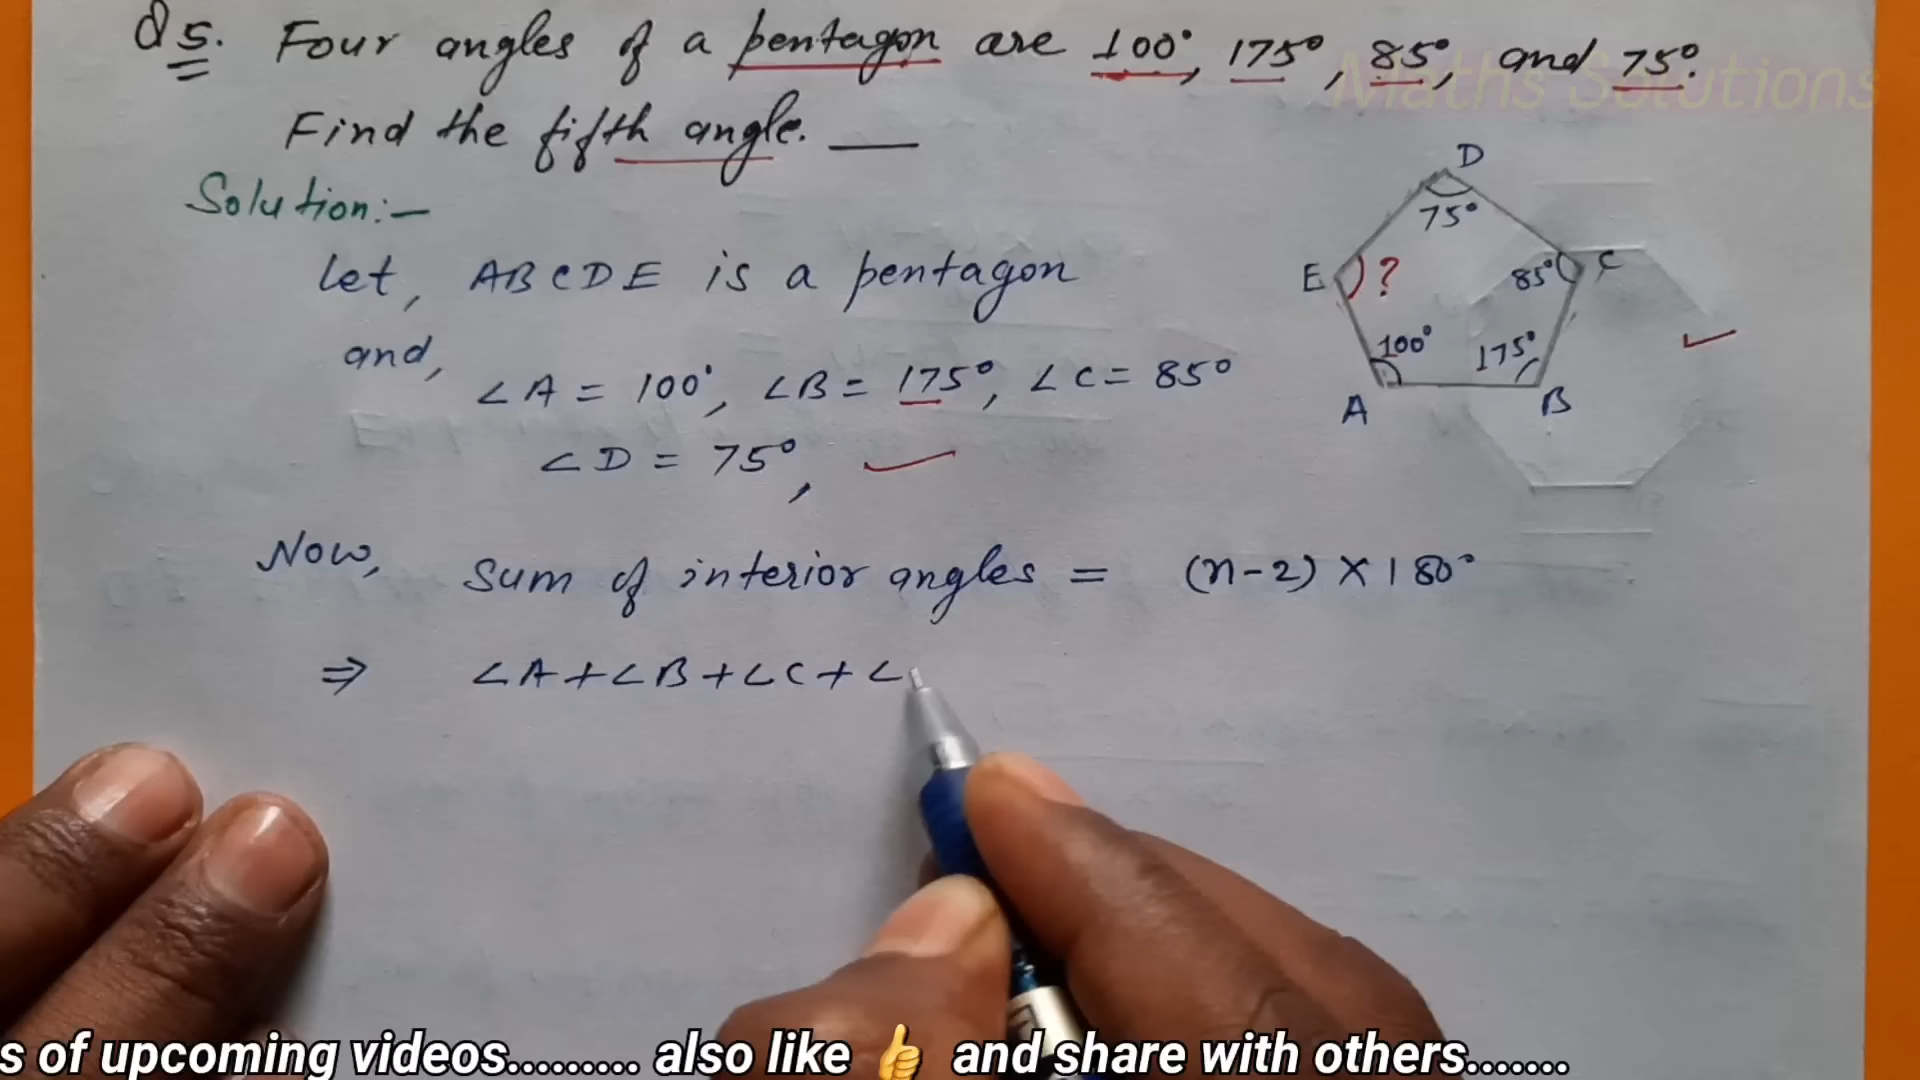 Q5. Four angles of a pentagon are 100°, 175°, 85°, and 75°.
Maths Solutions
Find the fifth angle. ___
Solution:-
Let, ABCDE is a pentagon
and,
∠A = 100°, ∠B = 175°, ∠C = 85°
∠D = 75°,
D
75°
E ?
85° C
100° 175°
A B
Now, Sum of interior angles = (n-2) × 180°
⇒ ∠A+∠B+∠C+∠
s of upcoming videos......... also like 👍 and share with others.......